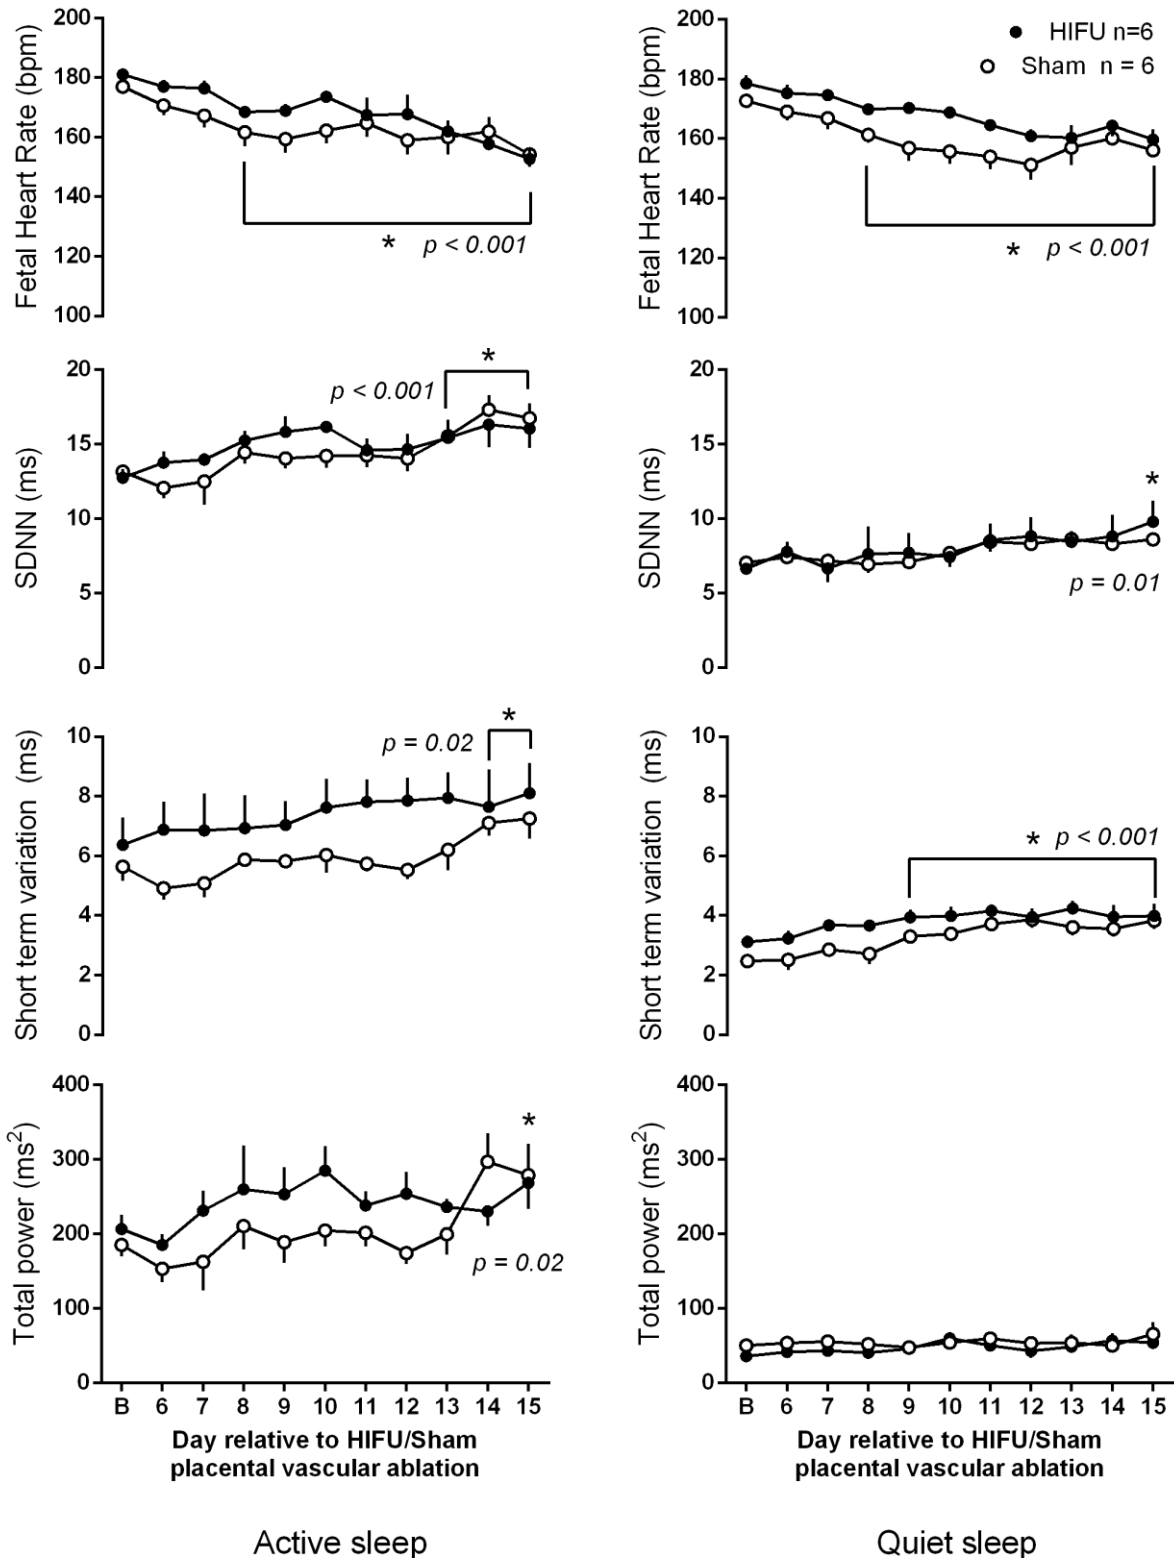 200
180
160
140
120
100
Fetal Heart Rate (bpm)
* p < 0.001
200
180
160
140
120
100
Fetal Heart Rate (bpm)
HIFU n=6
Sham n = 6
* p < 0.001
20
15
10
5
0
SDNN (ms)
p < 0.001
*
20
15
10
5
0
SDNN (ms)
*
p = 0.01
10
8
6
4
2
0
Short term variation (ms)
p = 0.02
*
10
8
6
4
2
0
Short term variation (ms)
* p < 0.001
400
300
200
100
0
Total power (ms²)
*
p = 0.02
B 6 7 8 9 10 11 12 13 14 15
Day relative to HIFU/Sham
placental vascular ablation
Active sleep
400
300
200
100
0
Total power (ms²)
B 6 7 8 9 10 11 12 13 14 15
Day relative to HIFU/Sham
placental vascular ablation
Quiet sleep